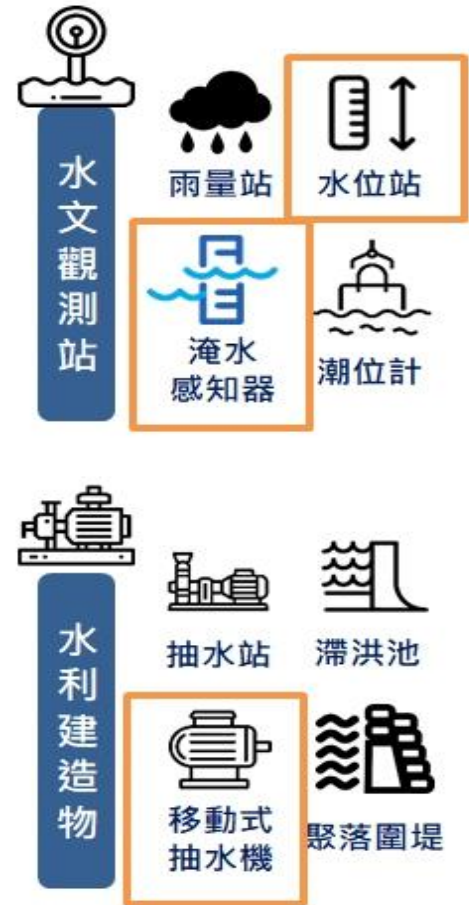 水文觀測站
雨量站
水位站
淹水
感知器
潮位計
水利建造物
抽水站
滯洪池
移動式
抽水機
聚落圍堤